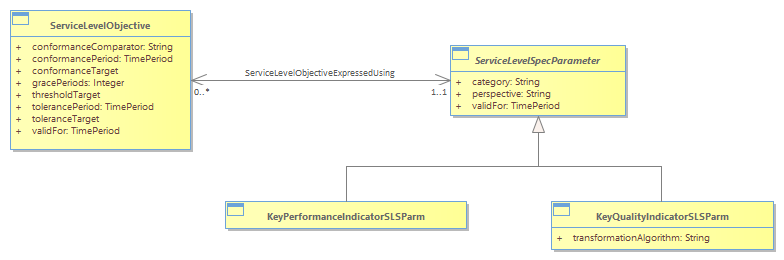 ServiceLevelObjective
+ conformanceComparator: String
+ conformancePeriod: TimePeriod
+ conformanceTarget
+ gracePeriods: Integer
+ thresholdTarget
+ tolerancePeriod: TimePeriod
+ toleranceTarget
+ validFor: TimePeriod
ServiceLevelObjectiveExpressedUsing
0..*
1..1
ServiceLevelSpecParameter
+ category: String
+ perspective: String
+ validFor: TimePeriod
KeyPerformanceIndicatorSLSParm
KeyQualityIndicatorSLSParm
+ transformationAlgorithm: String